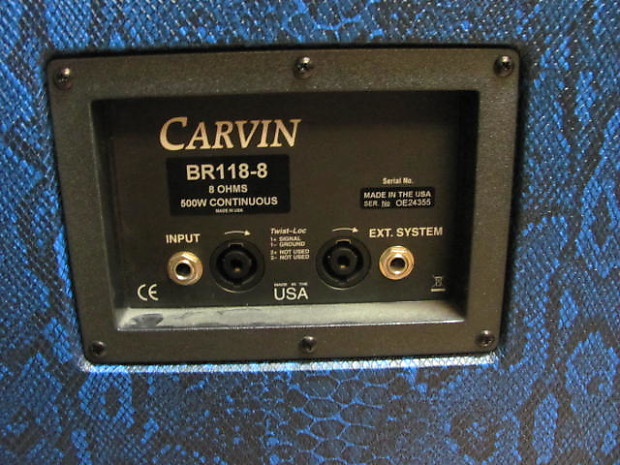 CARVIN
BR118-8
8 OHMS
500W CONTINUOUS
MADE IN USA
Serial No.
MADE IN THE USA
SER. No OE24355
INPUT
Twist-Loc
1+ SIGNAL
1- GROUND
2+ NOT USED
2- NOT USED
EXT. SYSTEM
CE
MADE IN THE
USA